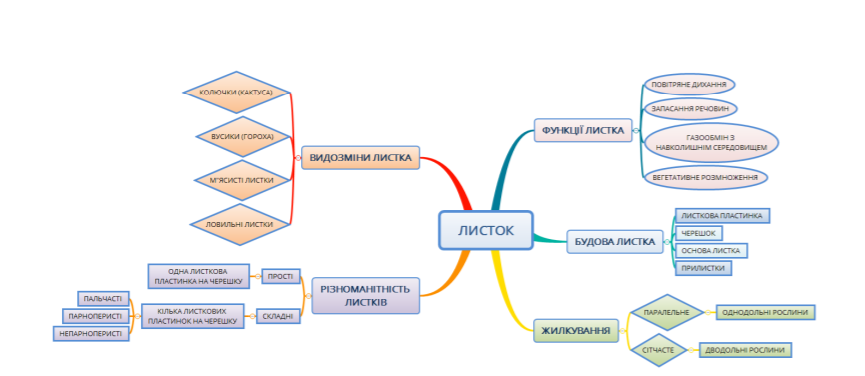 ЛИСТОК
ФУНКЦІЇ ЛИСТКА
ПОВІТРЯНЕ ДИХАННЯ
ЗАПАСАННЯ РЕЧОВИН
ГАЗООБМІН З
НАВКОЛИШНІМ СЕРЕДОВИЩЕМ
ВЕГЕТАТИВНЕ РОЗМНОЖЕННЯ
БУДОВА ЛИСТКА
ЛИСТКОВА ПЛАСТИНКА
ЧЕРЕШОК
ОСНОВА ЛИСТКА
ПРИЛИСТКИ
ЖИЛКУВАННЯ
ПАРАЛЕЛЬНЕ
ОДНОДОЛЬНІ РОСЛИНИ
СІТЧАСТЕ
ДВОДОЛЬНІ РОСЛИНИ
ВИДОЗМІНИ ЛИСТКА
КОЛЮЧКИ (КАКТУСА)
ВУСИКИ (ГОРОХА)
М"ЯСИСТІ ЛИСТКИ
ЛОВИЛЬНІ ЛИСТКИ
РІЗНОМАНІТНІСТЬ
ЛИСТКІВ
ПРОСТІ
ОДНА ЛИСТКОВА
ПЛАСТИНКА НА ЧЕРЕШКУ
СКЛАДНІ
КІЛЬКА ЛИСТКОВИХ
ПЛАСТИНОК НА ЧЕРЕШКУ
ПАЛЬЧАСТІ
ПАРНОПЕРИСТІ
НЕПАРНОПЕРИСТІ